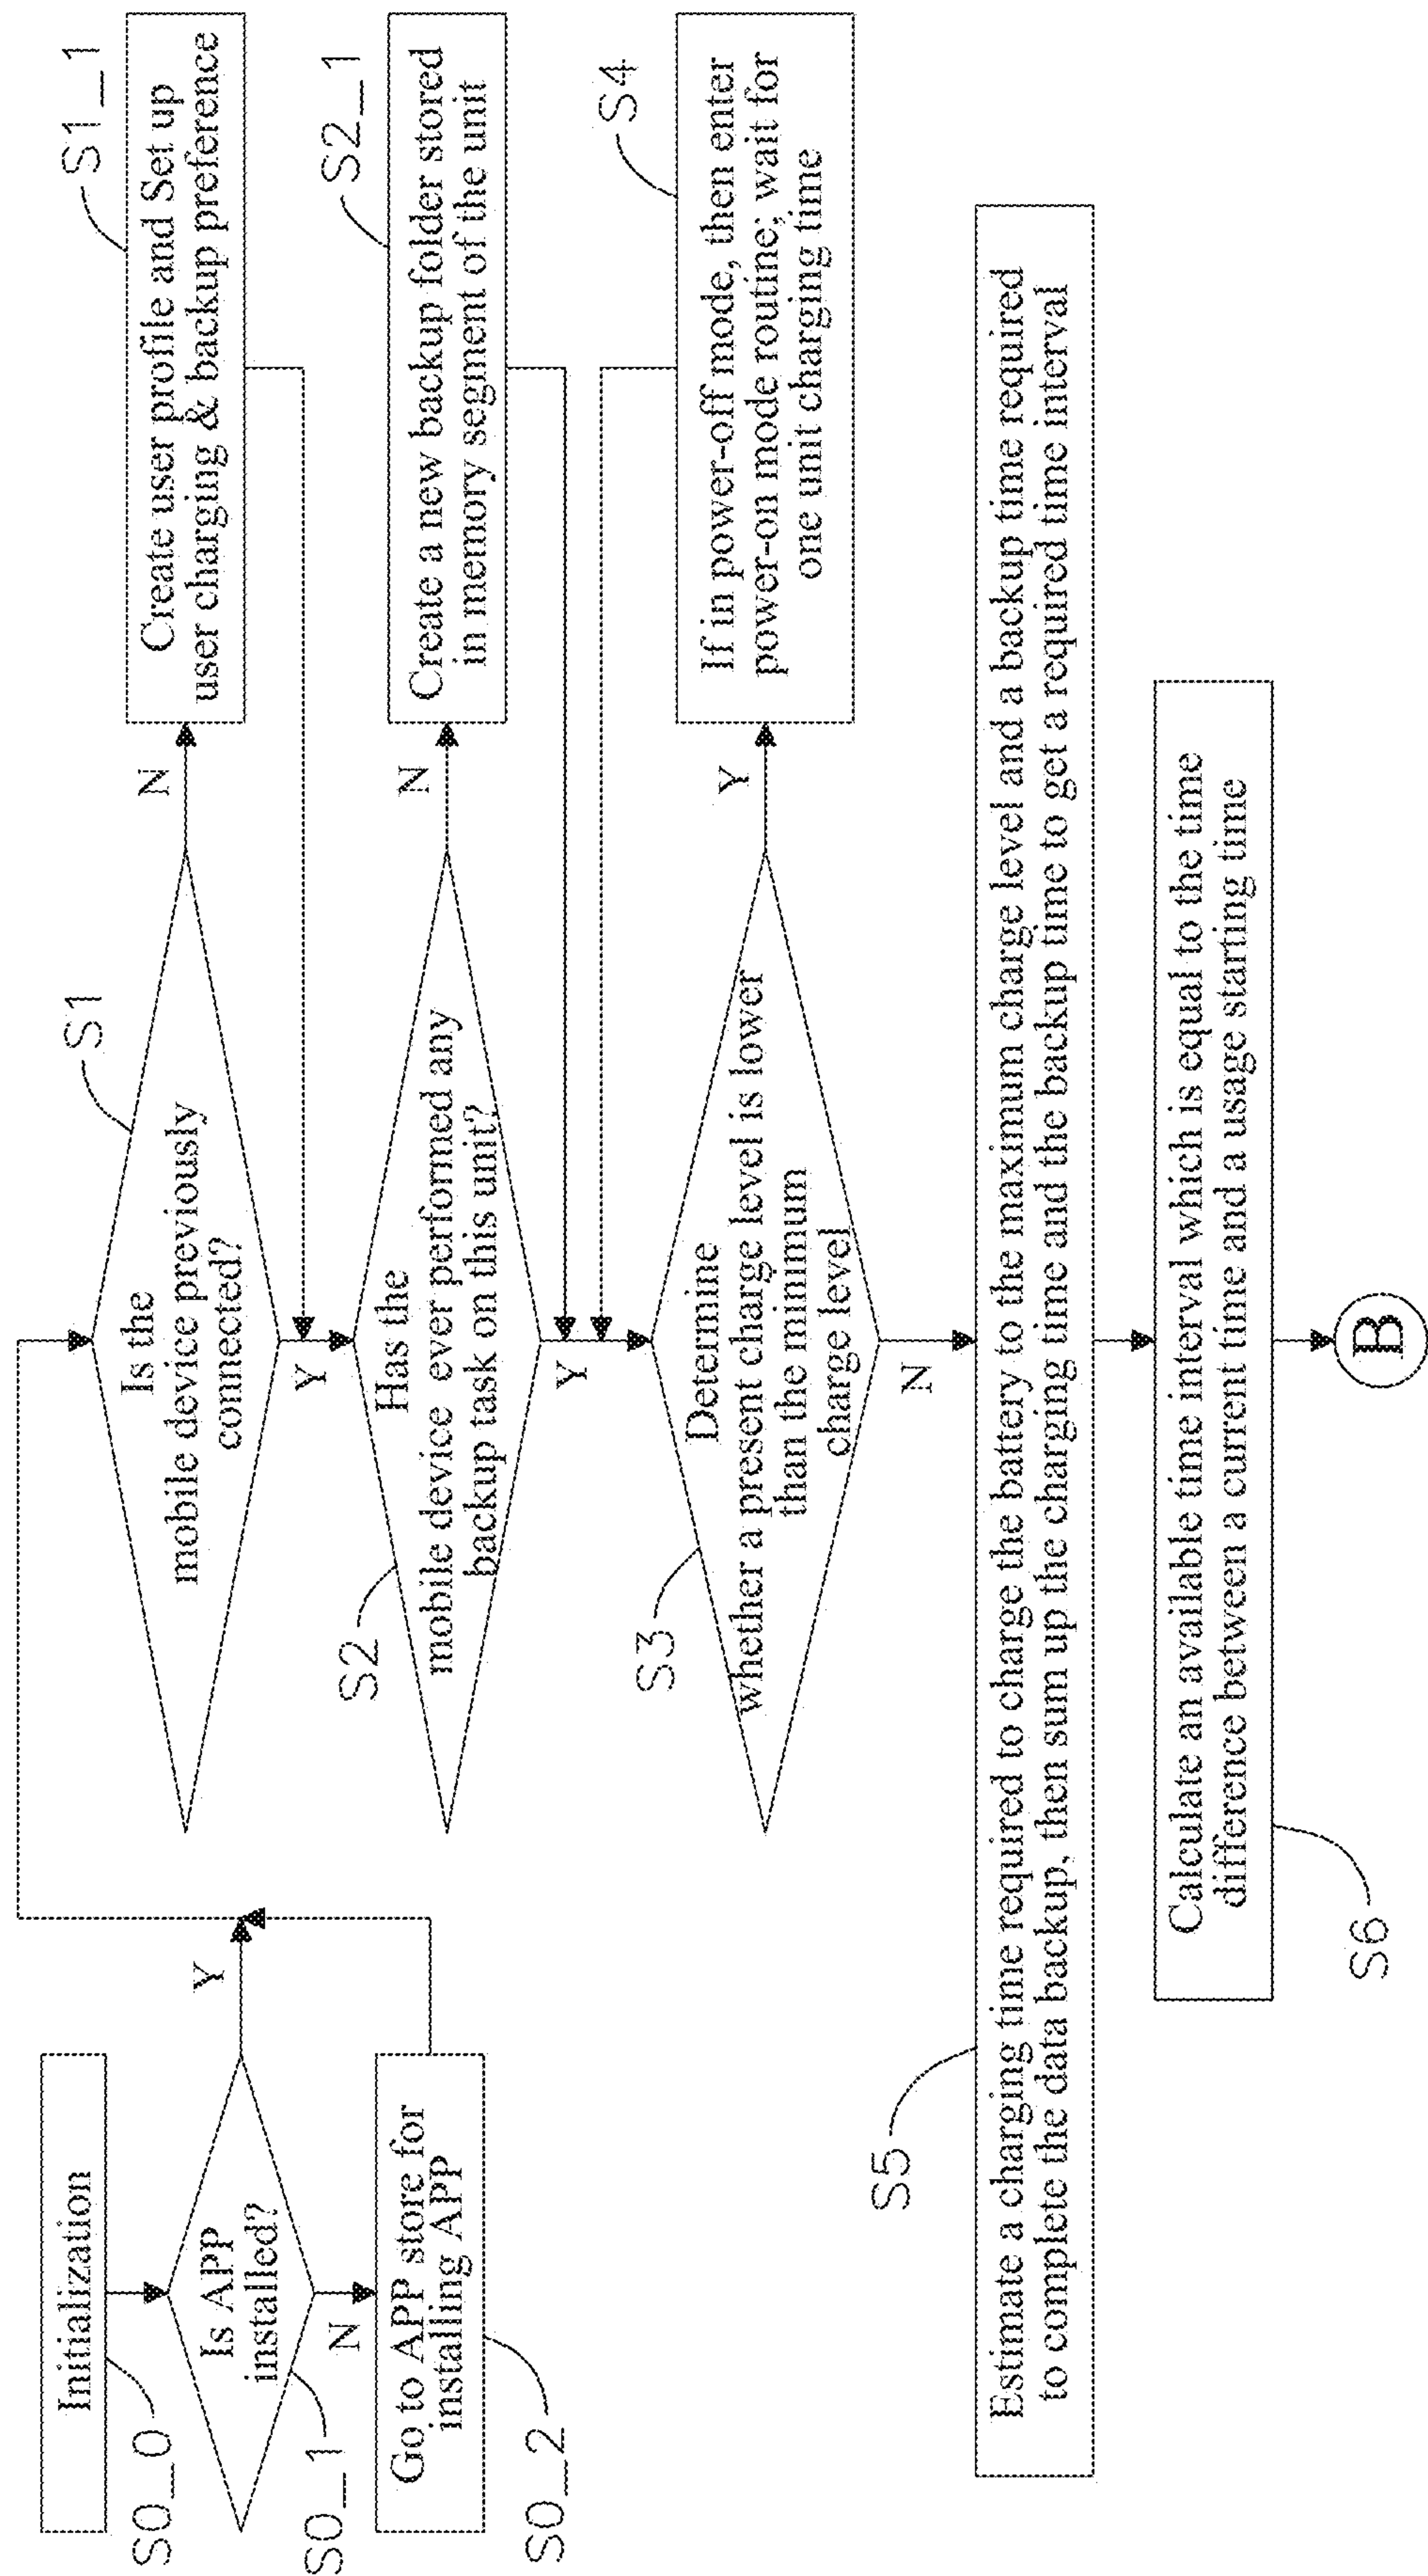 Initialization
S0_0
Is APP
installed?
S0_1
Y
N
Go to APP store for
installing APP
S0_2
Is the
mobile device previously
connected?
S1
N
Y
Create user profile and Set up
user charging & backup preference
S1_1
Has the
mobile device ever performed any
backup task on this unit?
S2
N
Y
Create a new backup folder stored
in memory segment of the unit
S2_1
Determine
whether a present charge level is lower
than the minimum
charge level
S3
Y
N
If in power-off mode, then enter
power-on mode routine; wait for
one unit charging time
S4
Estimate a charging time required to charge the battery to the maximum charge level and a backup time required
to complete the data backup, then sum up the charging time and the backup time to get a required time interval
S5
Calculate an available time interval which is equal to the time
difference between a current time and a usage starting time
S6
B